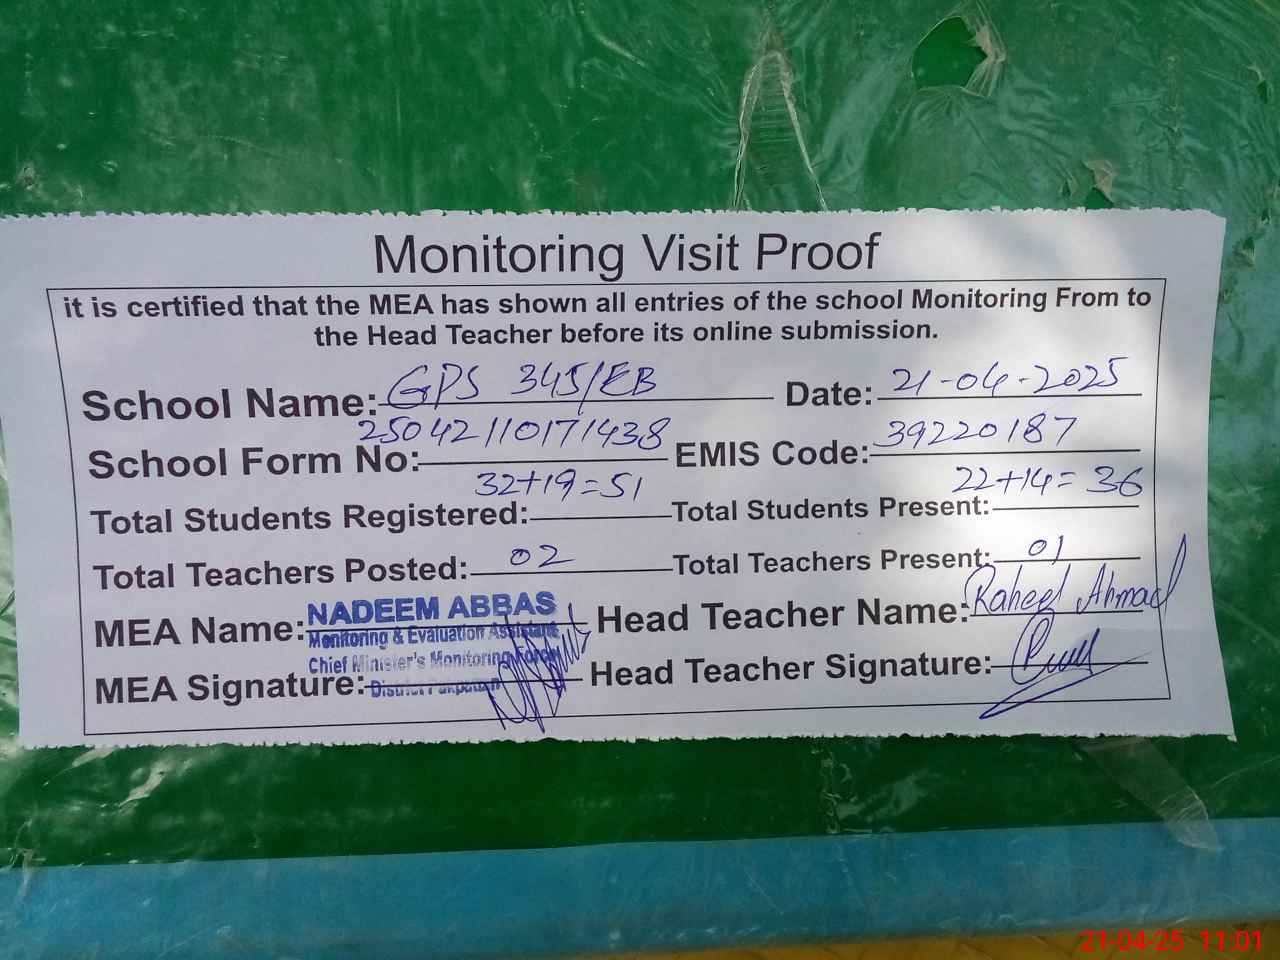 Monitoring Visit Proof
it is certified that the MEA has shown all entries of the school Monitoring From to
the Head Teacher before its online submission.
School Name: GPS 345/EB Date: 21-04-2025
School Form No: 25042110171438 EMIS Code: 39220187
Total Students Registered: 32+19=51 Total Students Present: 22+14=36
Total Teachers Posted: 02 Total Teachers Present: 01
MEA Name: NADEEM ABBAS Head Teacher Name: Raheel Ahmad
Monitoring & Evaluation Assistant
Chief Minister's Monitoring Force
MEA Signature: District Pakpattan Head Teacher Signature:
21-04-25 11:01